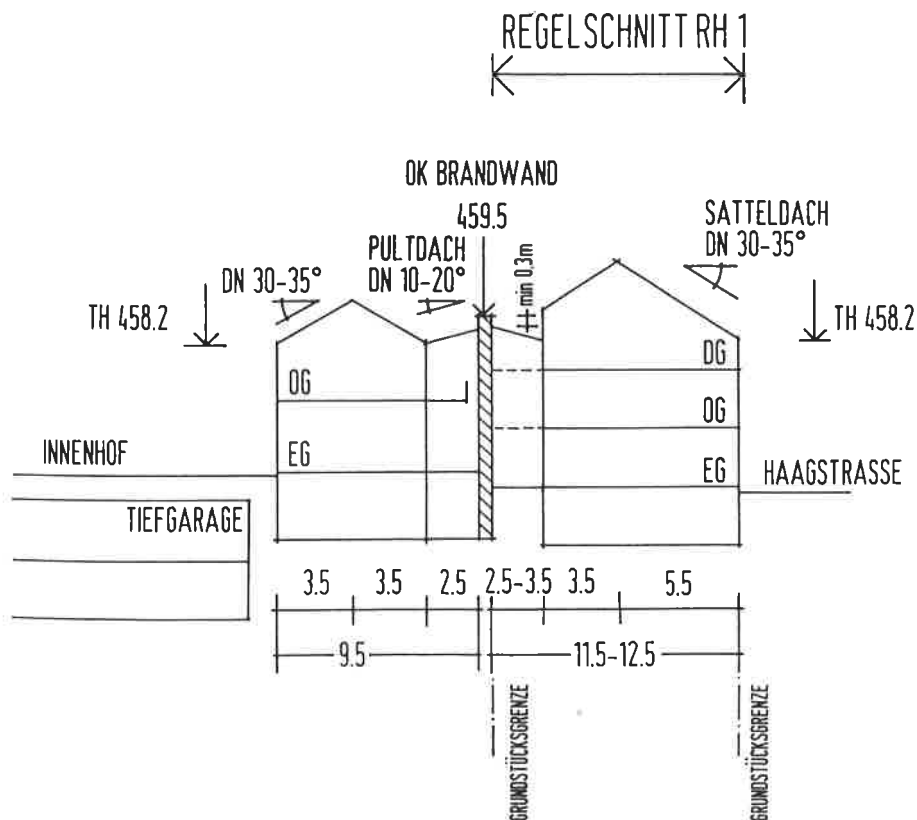 REGELSCHNITT RH 1
OK BRANDWAND
459.5
SATTELDACH
DN 30-35°
PULTDACH
DN 10-20°
DN 30-35°
min 0.3m
TH 458.2
TH 458.2
DG
OG
OG
EG
EG
INNENHOF
HAAGSTRASSE
TIEFGARAGE
3.5 3.5 2.5 2.5-3.5 3.5 5.5
9.5 11.5-12.5
GRUNDSTÜCKSGRENZE
GRUNDSTÜCKSGRENZE